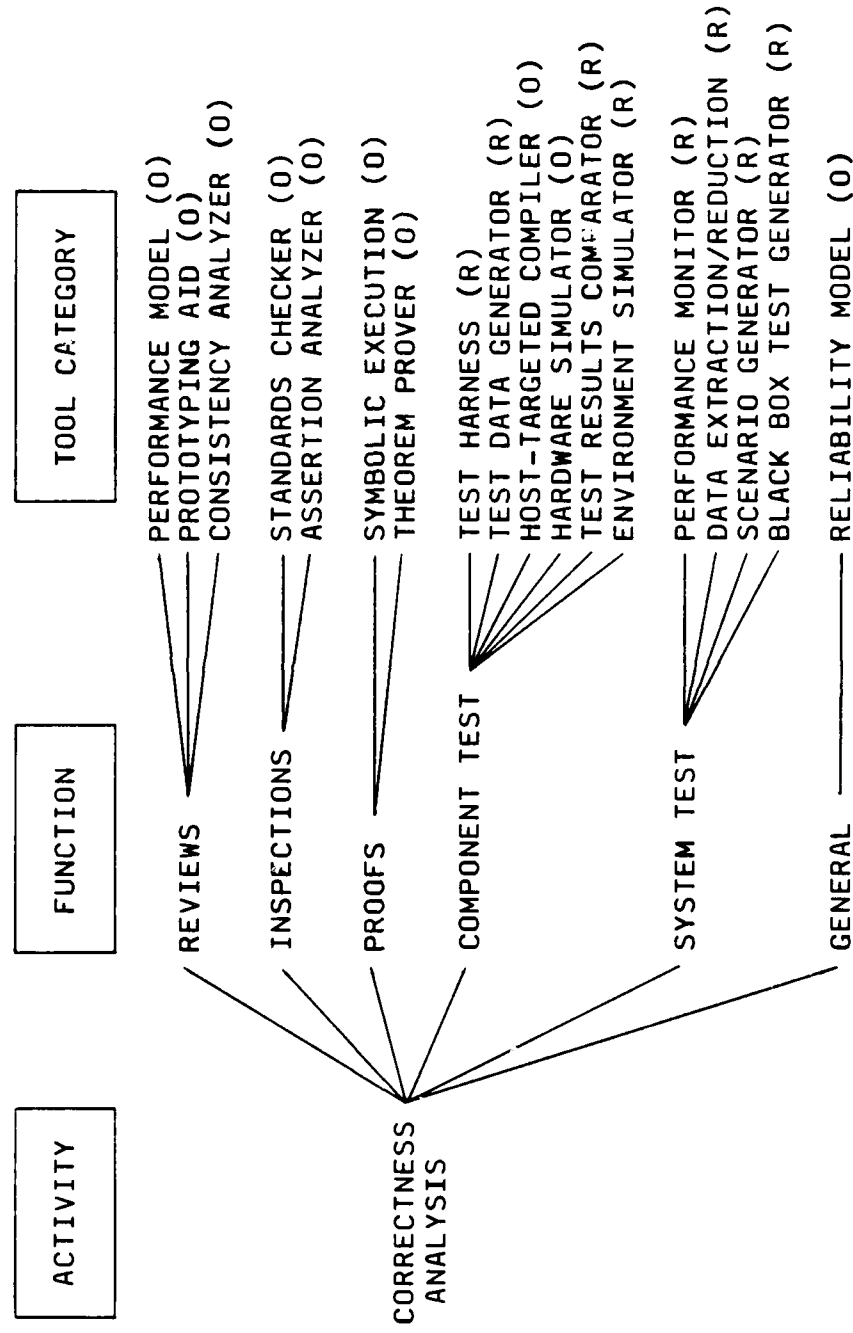 ACTIVITY
FUNCTION
TOOL CATEGORY
CORRECTNESS
ANALYSIS
REVIEWS
PERFORMANCE MODEL (O)
PROTOTYPING AID (O)
CONSISTENCY ANALYZER (O)
INSPECTIONS
STANDARDS CHECKER (O)
ASSERTION ANALYZER (O)
PROOFS
SYMBOLIC EXECUTION (O)
THEOREM PROVER (O)
COMPONENT TEST
TEST HARNESS (R)
TEST DATA GENERATOR (R)
HOST-TARGETED COMPILER (O)
HARDWARE SIMULATOR (O)
TEST RESULTS COMPARATOR (R)
ENVIRONMENT SIMULATOR (R)
SYSTEM TEST
PERFORMANCE MONITOR (R)
DATA EXTRACTION/REDUCTION (R)
SCENARIO GENERATOR (R)
BLACK BOX TEST GENERATOR (R)
GENERAL
RELIABILITY MODEL (O)